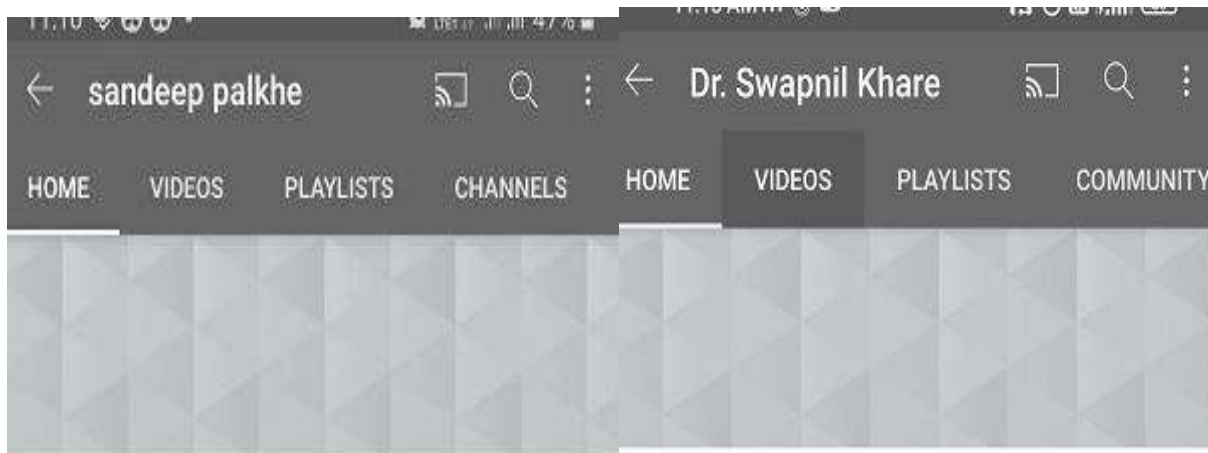 sandeep palkhe
HOME VIDEOS PLAYLISTS CHANNELS
Dr. Swapnil Khare
HOME VIDEOS PLAYLISTS COMMUNITY